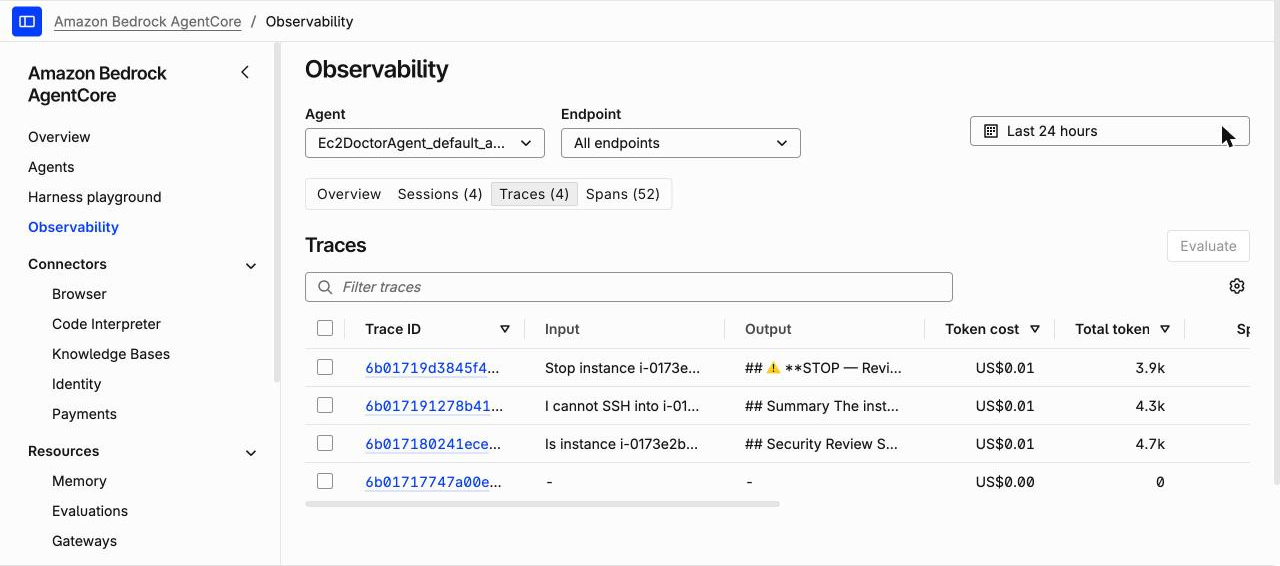 Amazon Bedrock AgentCore / Observability
Amazon Bedrock AgentCore
Overview
Agents
Harness playground
Observability
Connectors
Browser
Code Interpreter
Knowledge Bases
Identity
Payments
Resources
Memory
Evaluations
Gateways
Observability
Agent
Ec2DoctorAgent_default_a...
Endpoint
All endpoints
Last 24 hours
Overview Sessions (4) Traces (4) Spans (52)
Traces
Evaluate
Filter traces
Trace ID Input Output Token cost Total token Sp
6b01719d3845f4... Stop instance i-0173e... ## ⚠️ **STOP — Revi... US$0.01 3.9k
6b017191278b41... I cannot SSH into i-01... ## Summary The inst... US$0.01 4.3k
6b017180241ece... Is instance i-0173e2b... ## Security Review S... US$0.01 4.7k
6b01717747a00e... - - US$0.00 0